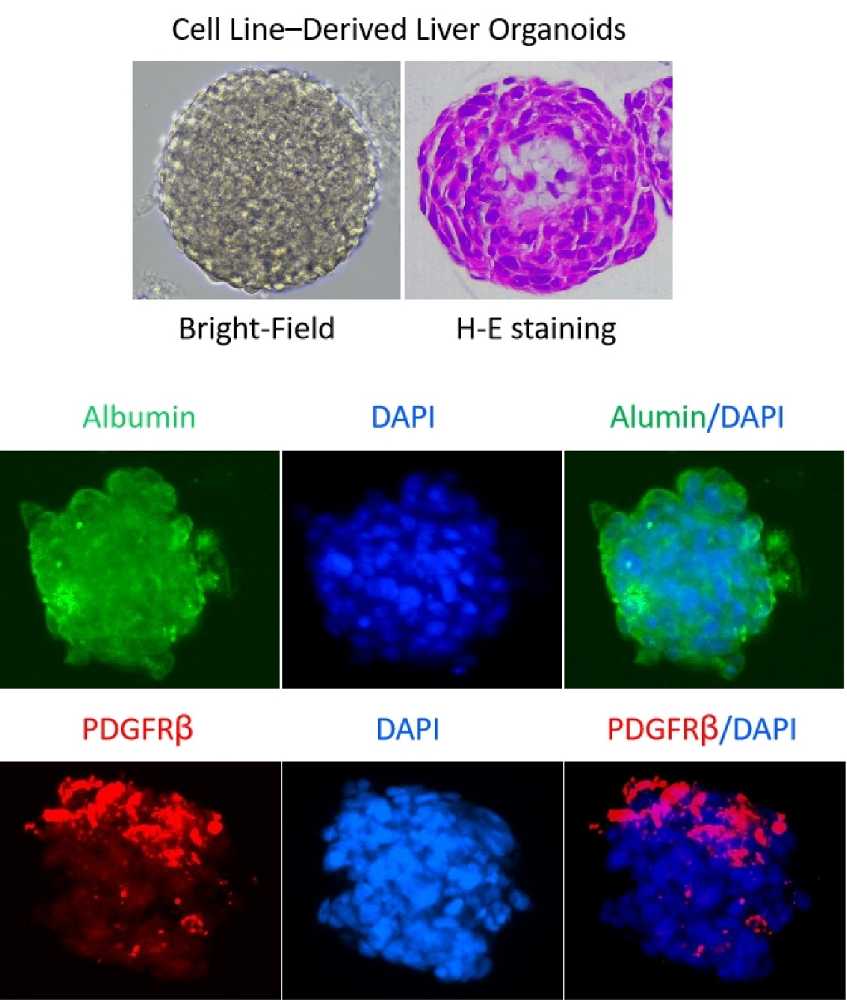 Cell Line–Derived Liver Organoids
Bright-Field H-E staining
Albumin DAPI Alumin/DAPI
PDGFRβ DAPI PDGFRβ/DAPI